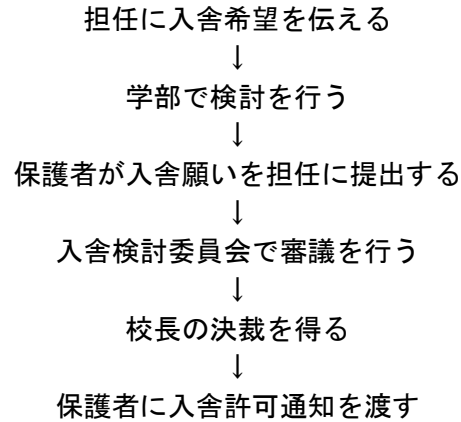 担任に入舎希望を伝える
↓
学部で検討を行う
↓
保護者が入舎願いを担任に提出する
↓
入舎検討委員会で審議を行う
↓
校長の決裁を得る
↓
保護者に入舎許可通知を渡す